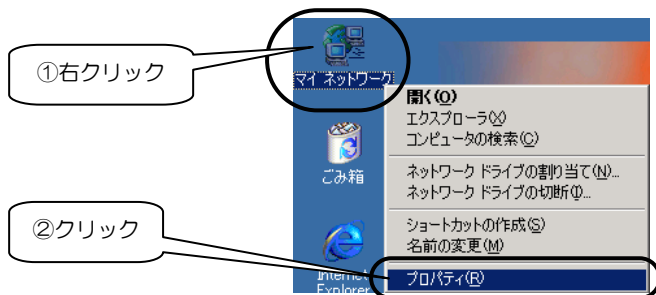 ①右クリック
マイ ネットワーク
開く(O)
エクスプローラ(X)
コンピュータの検索(C)
ごみ箱
ネットワーク ドライブの割り当て(N)...
ネットワーク ドライブの切断(I)...
②クリック
ショートカットの作成(S)
名前の変更(M)
Internet
Explorer
プロパティ(R)